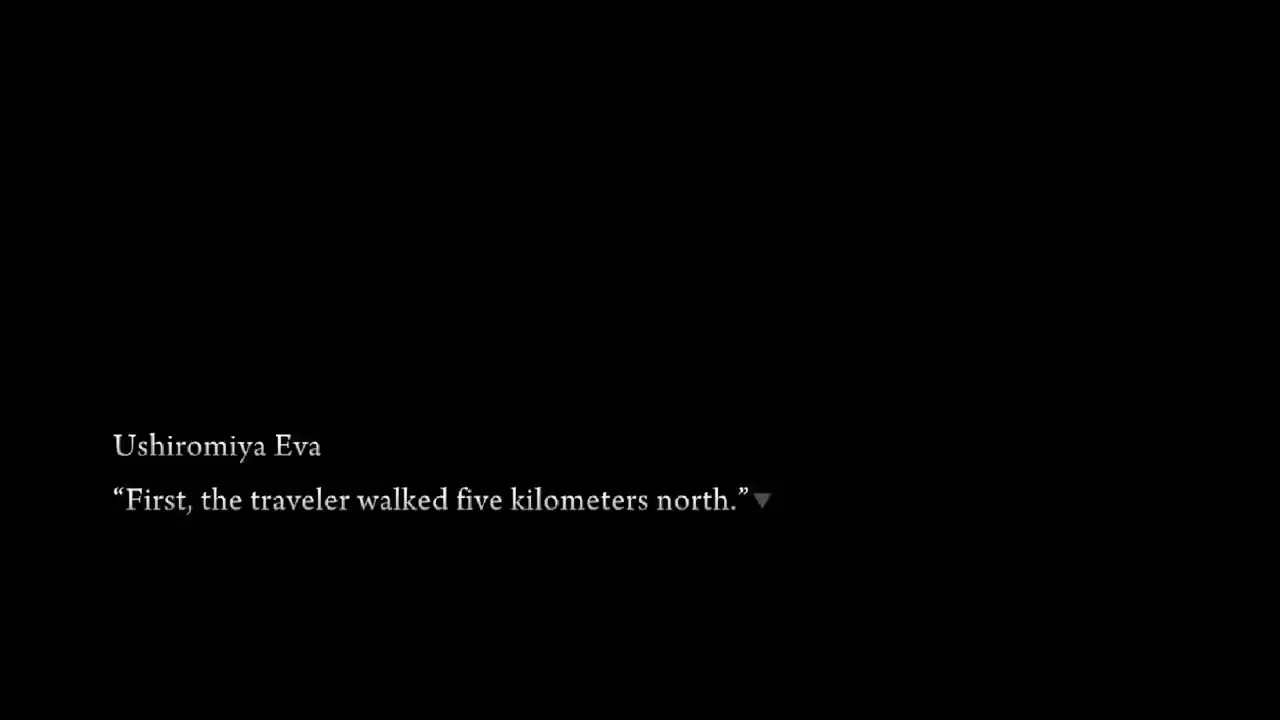 Ushiromiya Eva
“First, the traveler walked five kilometers north.”